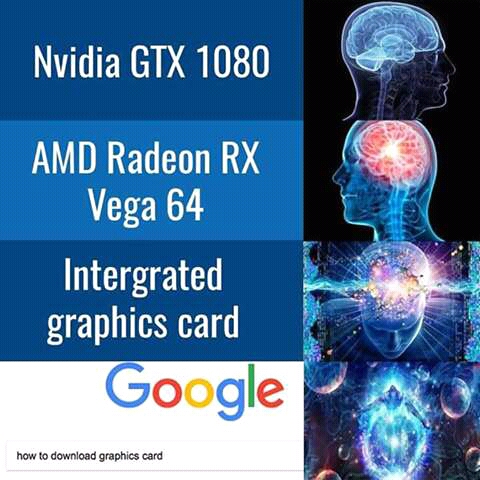 Nvidia GTX 1080
AMD Radeon RX
Vega 64
Intergrated
graphics card
Google
how to download graphics card